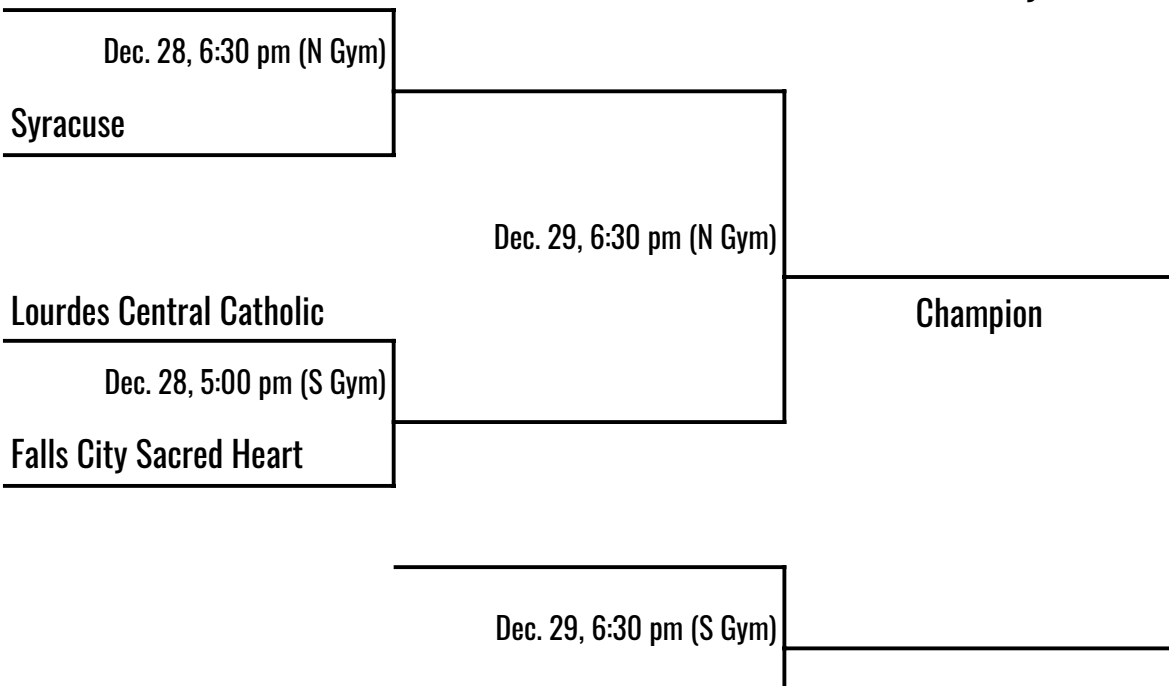 Dec. 28, 6:30 pm (N Gym)
Syracuse
Dec. 29, 6:30 pm (N Gym)
Lourdes Central Catholic
Champion
Dec. 28, 5:00 pm (S Gym)
Falls City Sacred Heart
Dec. 29, 6:30 pm (S Gym)